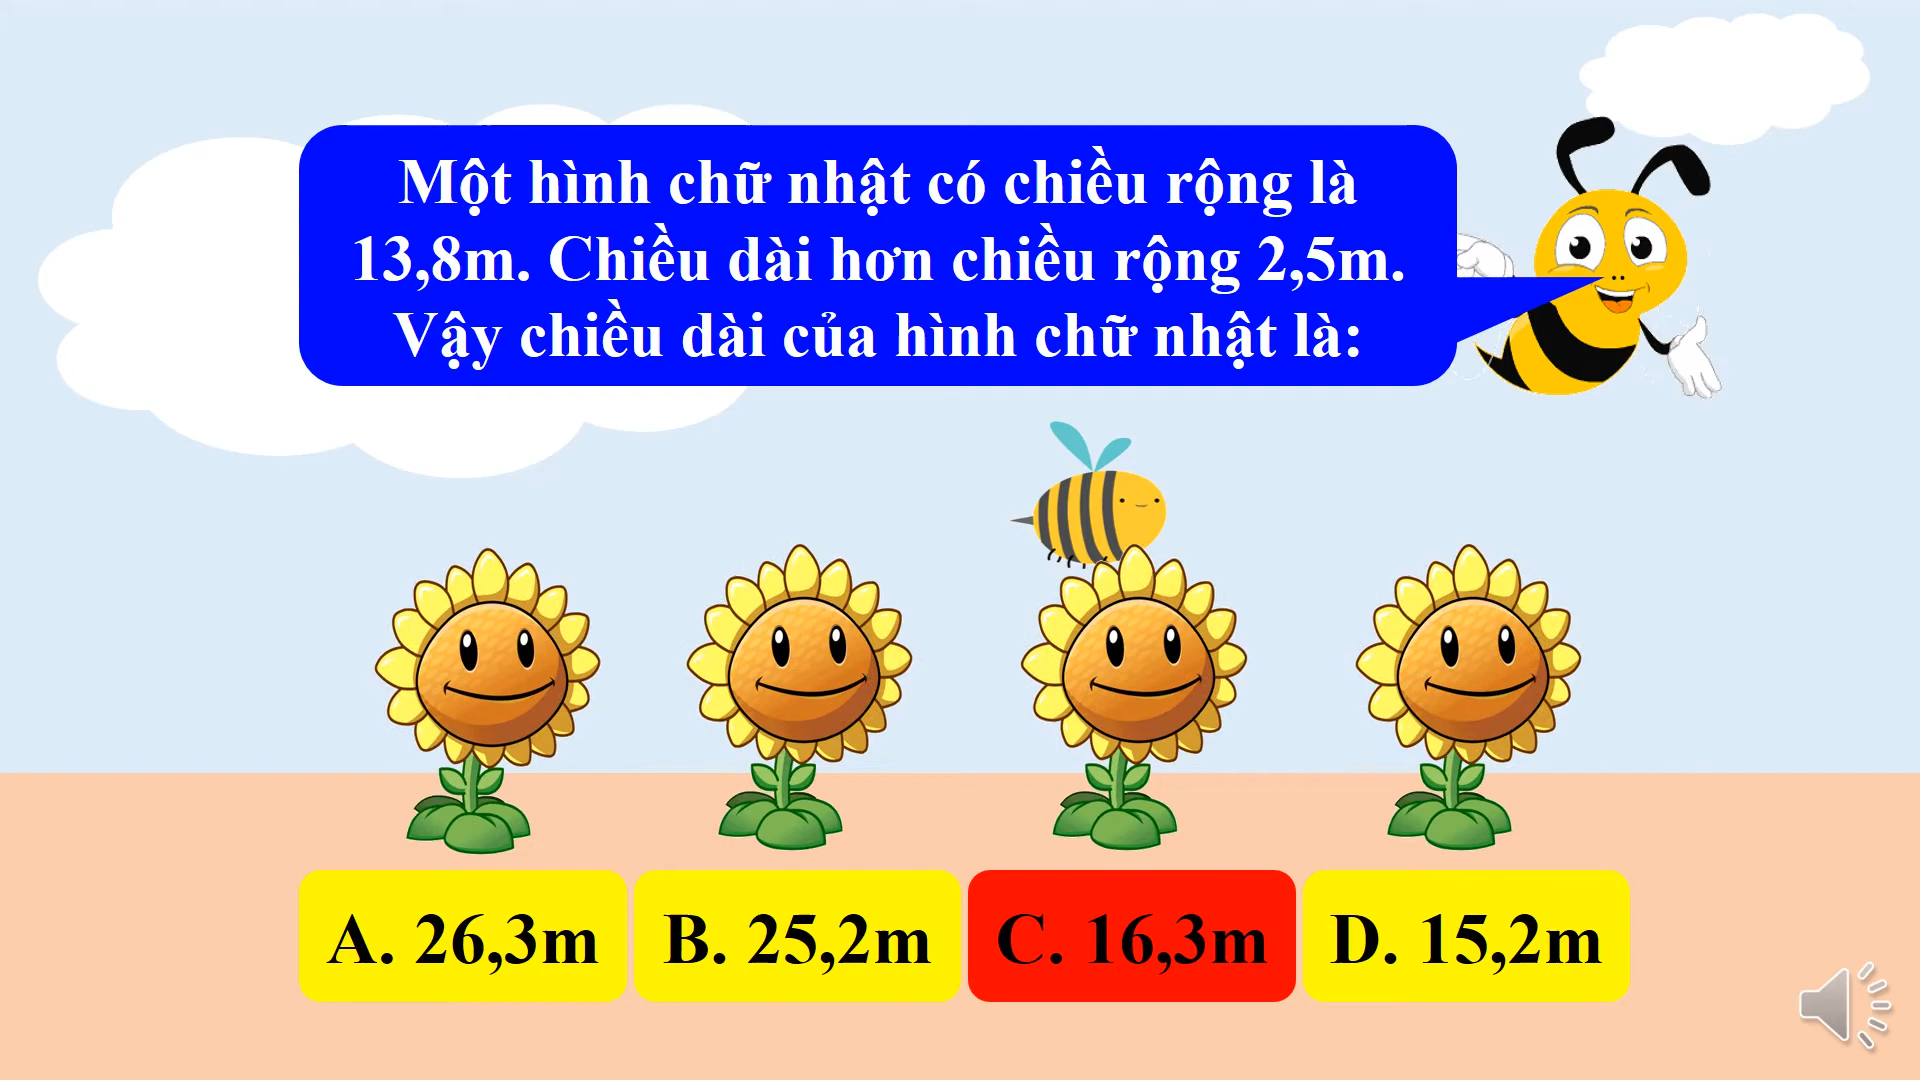 Một hình chữ nhật có chiều rộng là
13,8m. Chiều dài hơn chiều rộng 2,5m.
Vậy chiều dài của hình chữ nhật là:
A. 26,3m
B. 25,2m
C. 16,3m
D. 15,2m